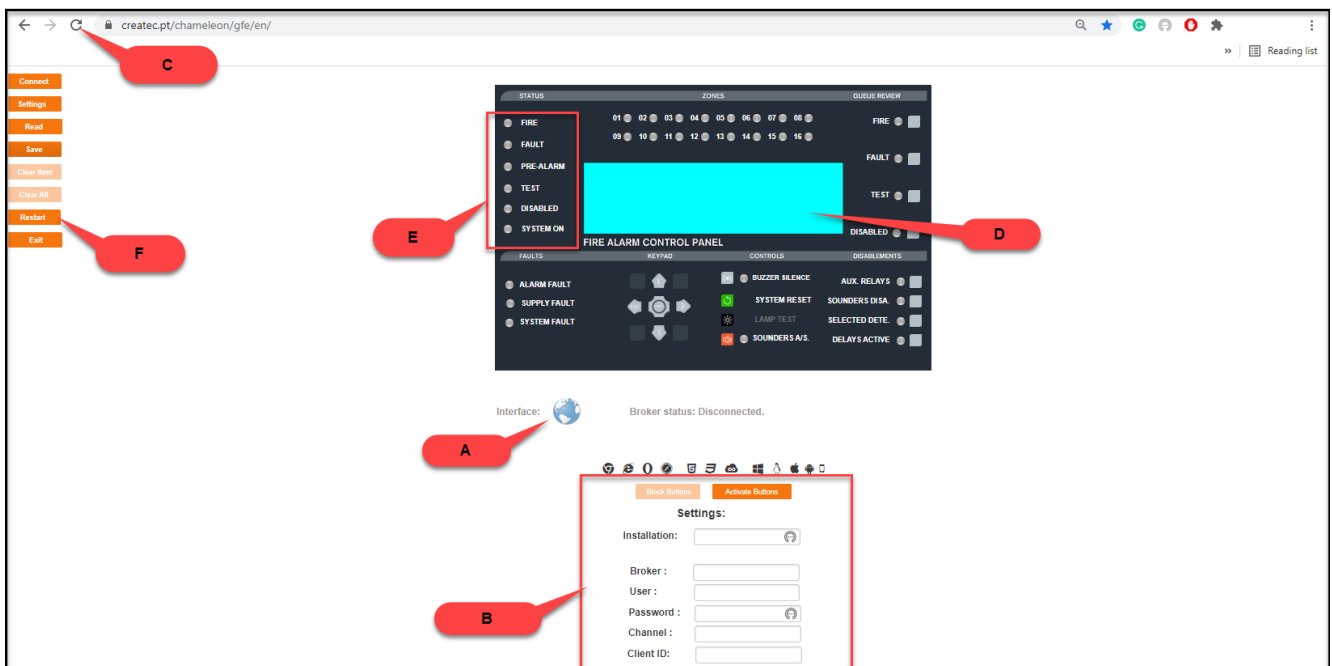 createc.pt/chameleon/gfe/en/
Reading list
C
Connect
Settings
Read
Save
Clear Item
Clear All
Restart
Exit
F
STATUS ZONES QUEUE REVIEW
FIRE
FAULT
PRE-ALARM
TEST
DISABLED
SYSTEM ON
E
01 02 03 04 05 06 07 08
09 10 11 12 13 14 15 16
FIRE
FAULT
TEST
DISABLED
D
FIRE ALARM CONTROL PANEL
FAULTS KEYPAD CONTROLS DISABLEMENTS
ALARM FAULT
SUPPLY FAULT
SYSTEM FAULT
1
2
3
BUZZER SILENCE
SYSTEM RESET
LAMP TEST
SOUNDERS A/S.
AUX. RELAYS
SOUNDERS DISA.
SELECTED DETE.
DELAYS ACTIVE
Interface: Broker status: Disconnected.
A
Block Buttons Activate Buttons
Settings:
Installation:
Broker :
User :
Password :
Channel :
Client ID:
B